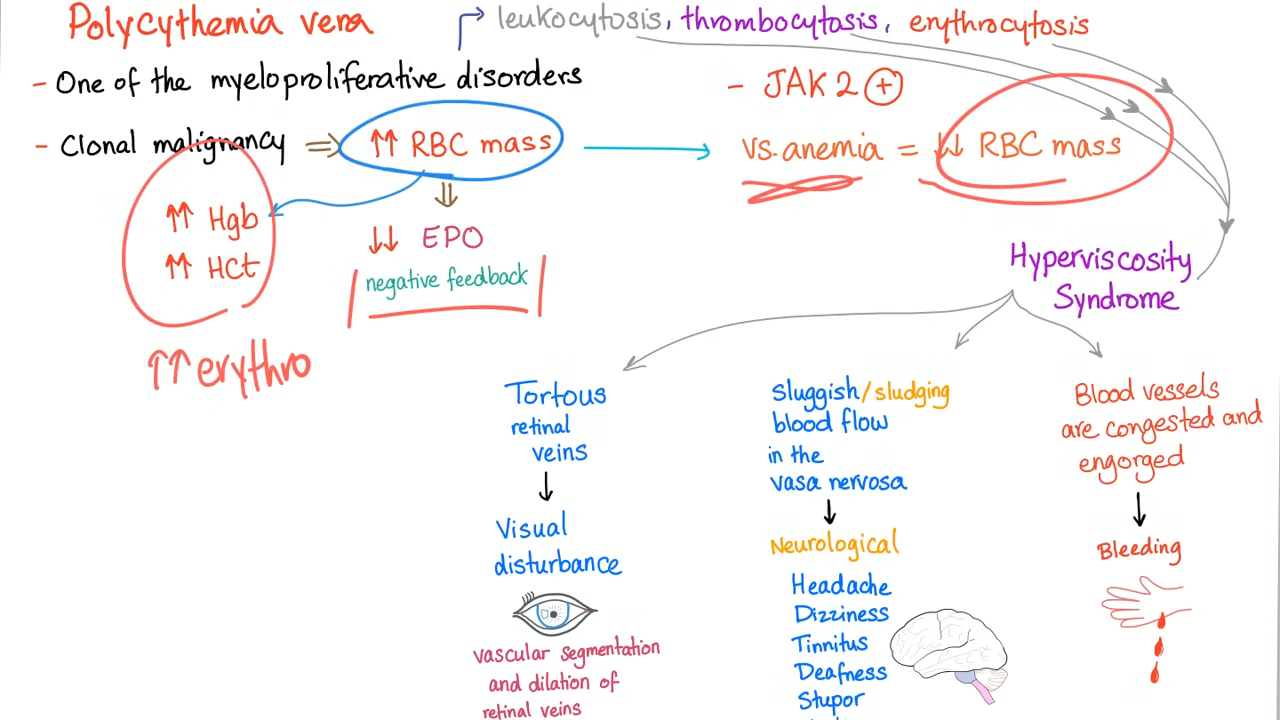 Polycythemia vera
leukocytosis, thrombocytosis, erythrocytosis
- One of the myeloproliferative disorders
- JAK2 (+)
- Clonal malignancy ⇒ ↑↑ RBC mass → vs. anemia = ↓↓ RBC mass
↑↑ Hgb
↑↑ HCt
↓↓ EPO
negative feedback
↑↑ erythro
Hyperviscosity
Syndrome
Tortous
retinal
veins
↓
Visual
disturbance
vascular segmentation
and dilation of
retinal veins
Sluggish/sludging
blood flow
in the
vasa nervosa
↓
Neurological
Headache
Dizziness
Tinnitus
Deafness
Stupor
Blood vessels
are congested and
engorged
↓
Bleeding